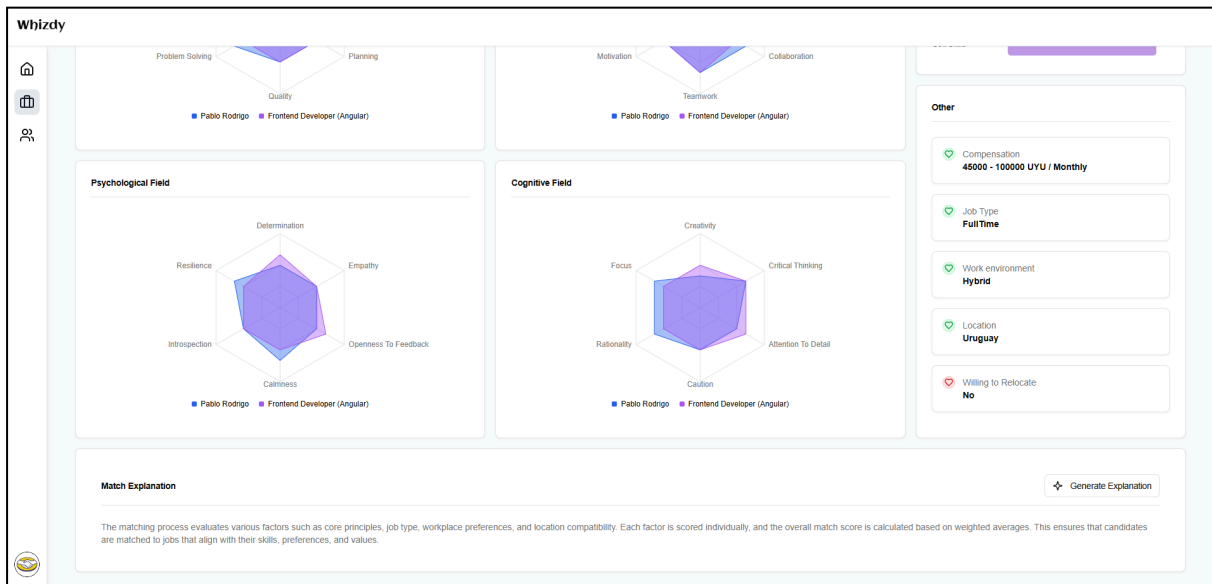 Whizdy
Problem Solving
Planning
Quality
Pablo Rodrigo
Frontend Developer (Angular)
Motivation
Collaboration
Teamwork
Pablo Rodrigo
Frontend Developer (Angular)
Psychological Field
Determination
Resilience
Empathy
Introspection
Openness To Feedback
Calmness
Pablo Rodrigo
Frontend Developer (Angular)
Cognitive Field
Creativity
Focus
Critical Thinking
Rationality
Attention To Detail
Caution
Pablo Rodrigo
Frontend Developer (Angular)
Other
Compensation
45000 - 100000 UYU / Monthly
Job Type
FullTime
Work environment
Hybrid
Location
Uruguay
Willing to Relocate
No
Match Explanation
Generate Explanation
The matching process evaluates various factors such as core principles, job type, workplace preferences, and location compatibility. Each factor is scored individually, and the overall match score is calculated based on weighted averages. This ensures that candidates
are matched to jobs that align with their skills, preferences, and values.